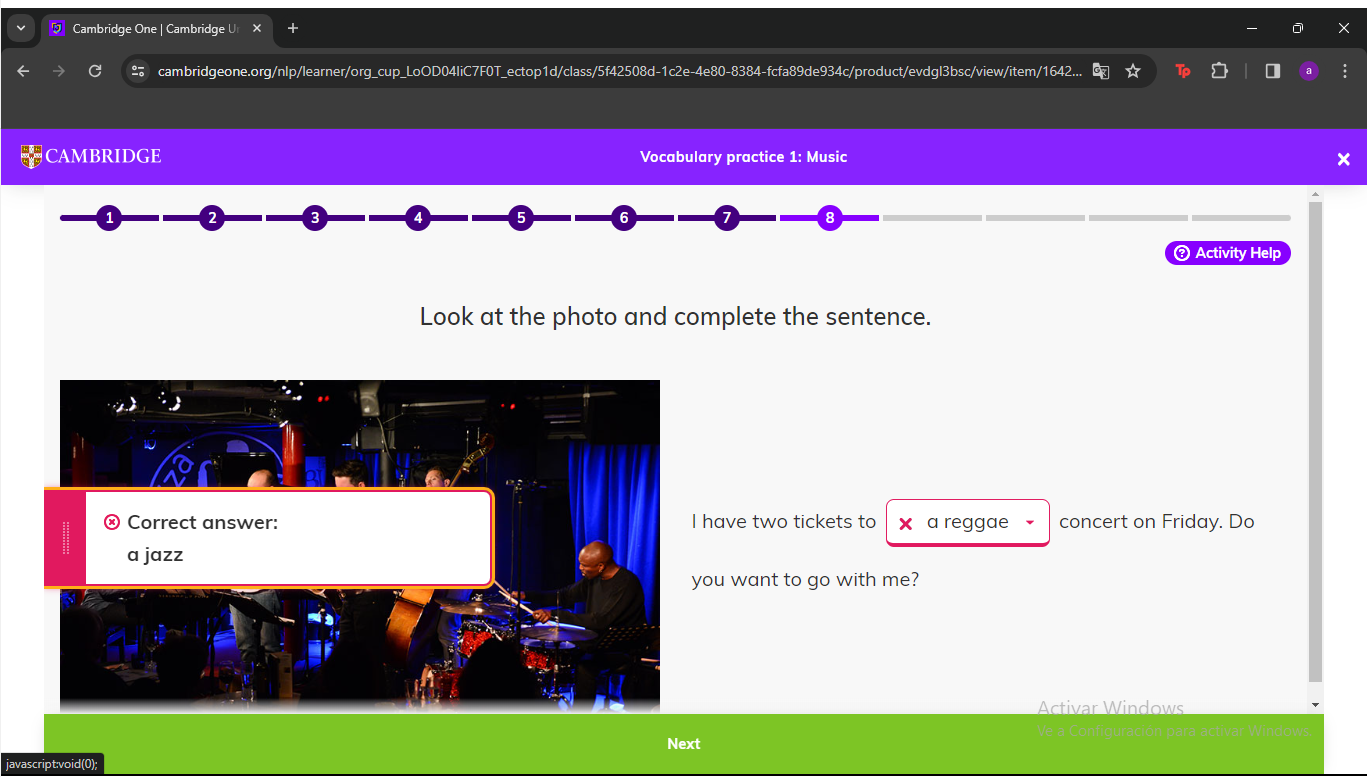 Cambridge One | Cambridge Un
cambridgeone.org/nlp/learner/org_cup_LoOD04liC7F0T_ectop1d/class/5f42508d-1c2e-4e80-8384-fcfa89de934c/product/evdgl3bsc/view/item/1642...
Tp
a
CAMBRIDGE
Vocabulary practice 1: Music
1 2 3 4 5 6 7 8
Activity Help
Look at the photo and complete the sentence.
Correct answer:
a jazz
I have two tickets to a reggae concert on Friday. Do
you want to go with me?
Activar Windows
Ve a Configuración para activar Windows.
Next
javascript:void(0);